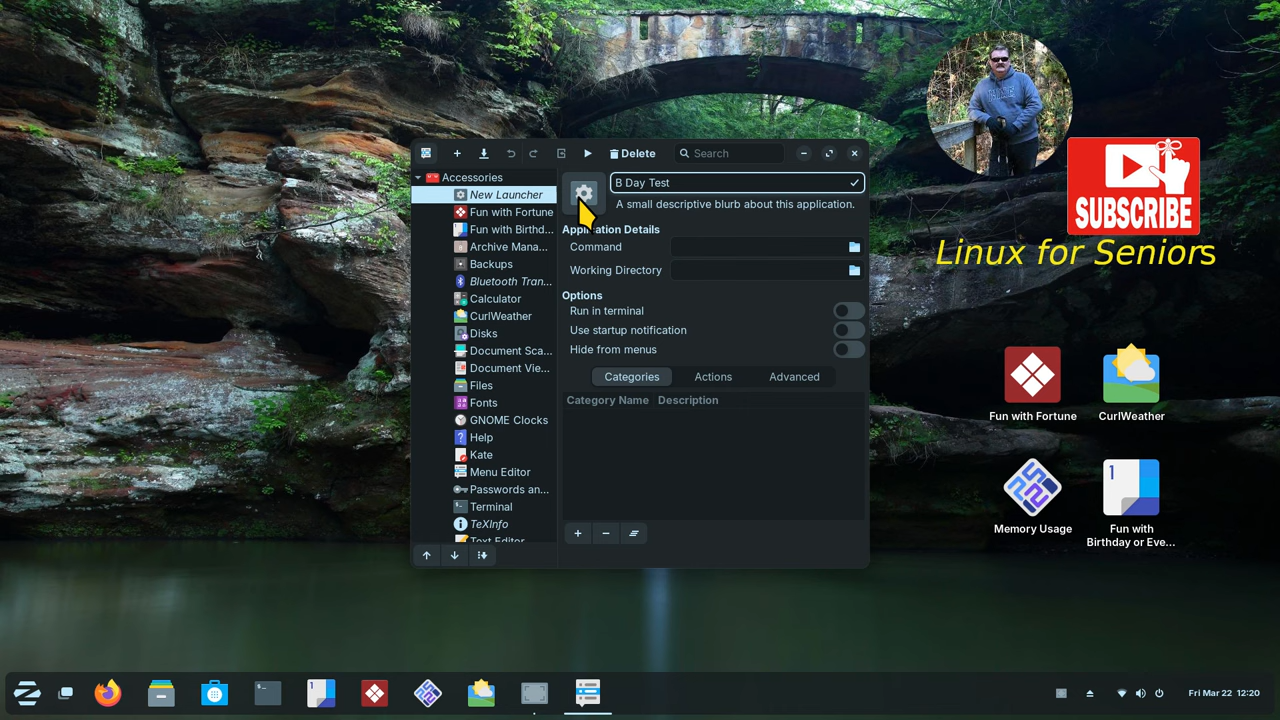 Delete
Search
Accessories
New Launcher
Fun with Fortune
Fun with Birthd...
Archive Mana...
Backups
Bluetooth Tran...
Calculator
CurlWeather
Disks
Document Sca...
Document Vie...
Files
Fonts
GNOME Clocks
Help
Kate
Menu Editor
Passwords an...
Terminal
TeXInfo
Text Editor
B Day Test
A small descriptive blurb about this application.
Application Details
Command
Working Directory
Options
Run in terminal
Use startup notification
Hide from menus
Categories
Actions
Advanced
Category Name
Description
SUBSCRIBE
Linux for Seniors
Fun with Fortune
CurlWeather
Memory Usage
1
Fun with
Birthday or Eve...
1
Fri Mar 22 12:20